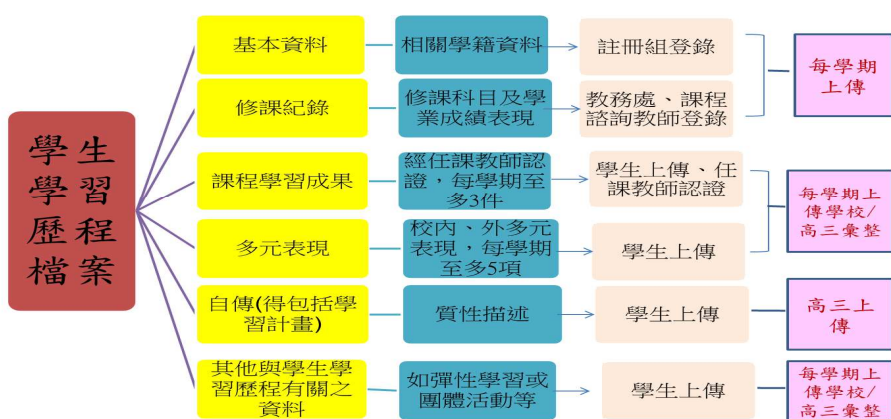 學生
學習
歷程
檔案
基本資料
相關學籍資料
註冊組登錄
每學期
上傳
修課紀錄
修課科目及學
業成績表現
教務處、課程
諮詢教師登錄
課程學習成果
經任課教師認
證，每學期至
多3件
學生上傳、任
課教師認證
每學期上
傳學校/
高三彙整
多元表現
校內、外多元
表現，每學期
至多5項
學生上傳
自傳(得包括學
習計畫)
質性描述
學生上傳
高三上
傳
其他與學生學
習歷程有關之
資料
如彈性學習或
團體活動等
學生上傳
每學期上
傳學校/
高三彙整